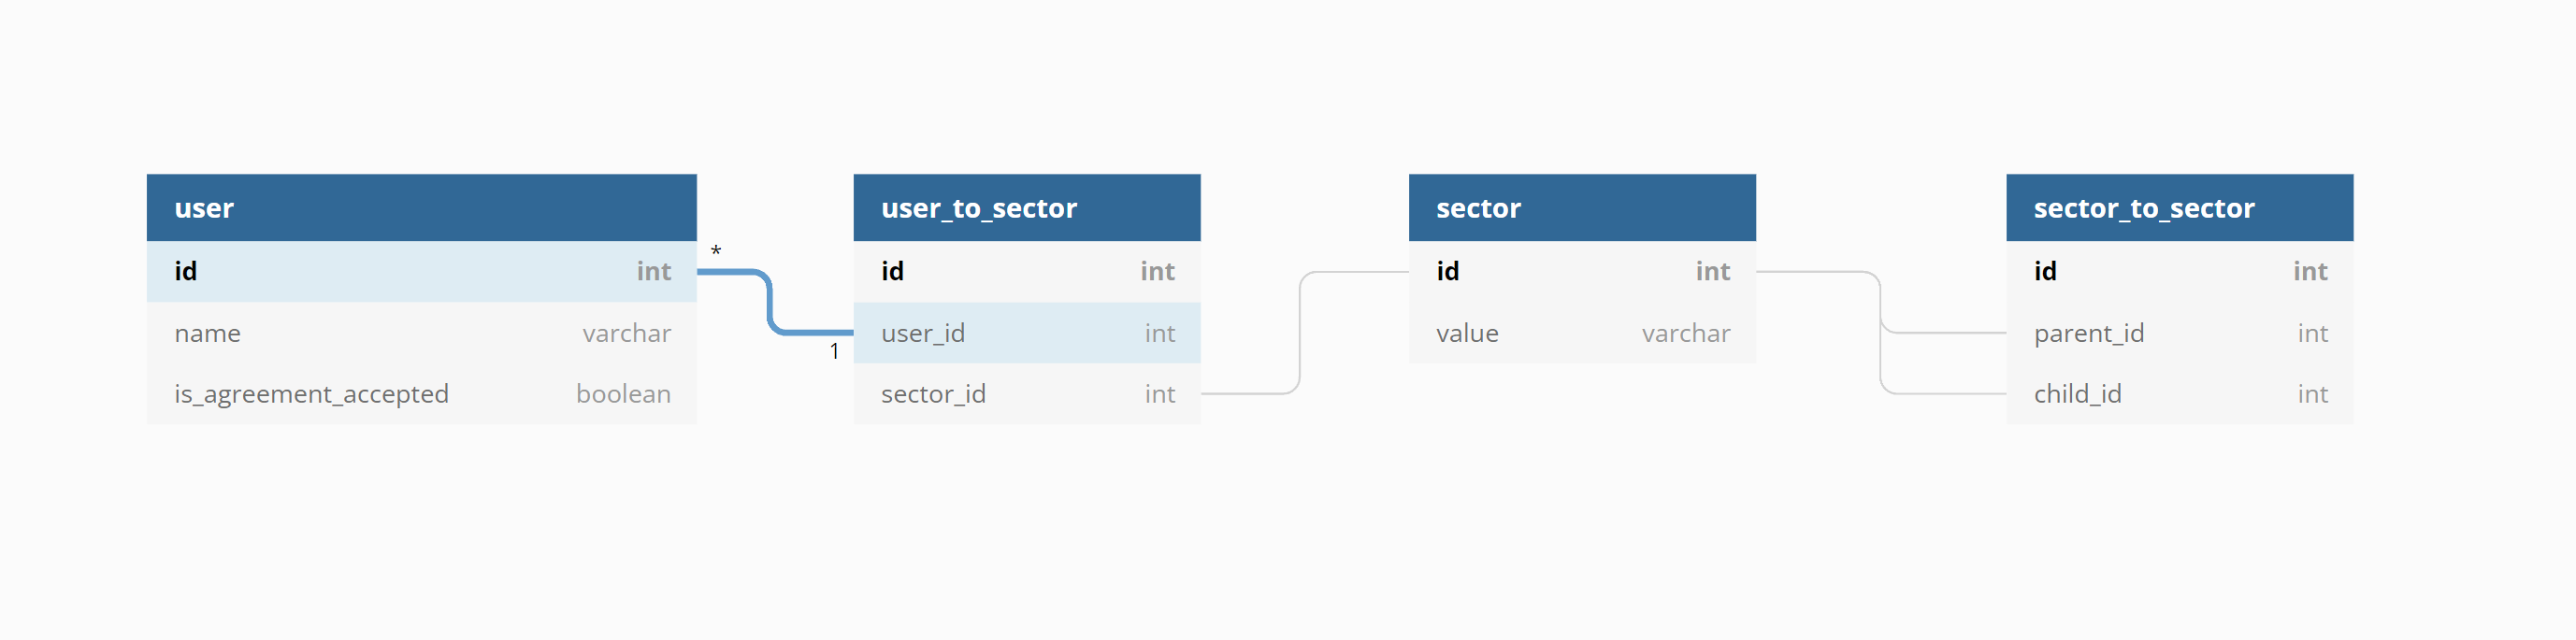 user
id int
name varchar
is_agreement_accepted boolean
*
1
user_to_sector
id int
user_id int
sector_id int
sector
id int
value varchar
sector_to_sector
id int
parent_id int
child_id int